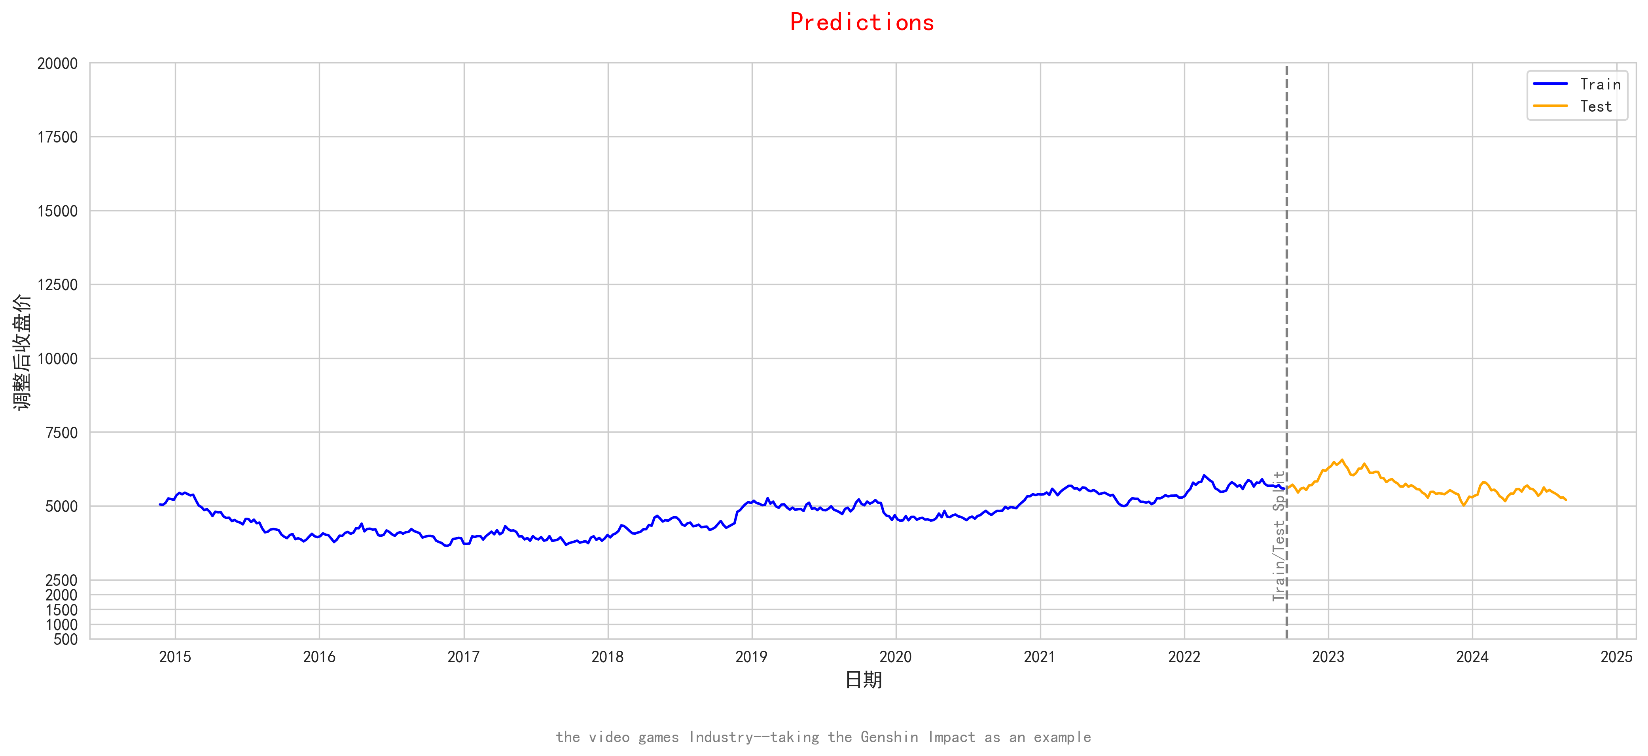 Predictions
20000
17500
15000
12500
10000
7500
5000
2500
2000
1500
1000
500
调整后收盘价
Train
Test
Train/Test Split
2015 2016 2017 2018 2019 2020 2021 2022 2023 2024 2025
日期
the video games Industry--taking the Genshin Impact as an example